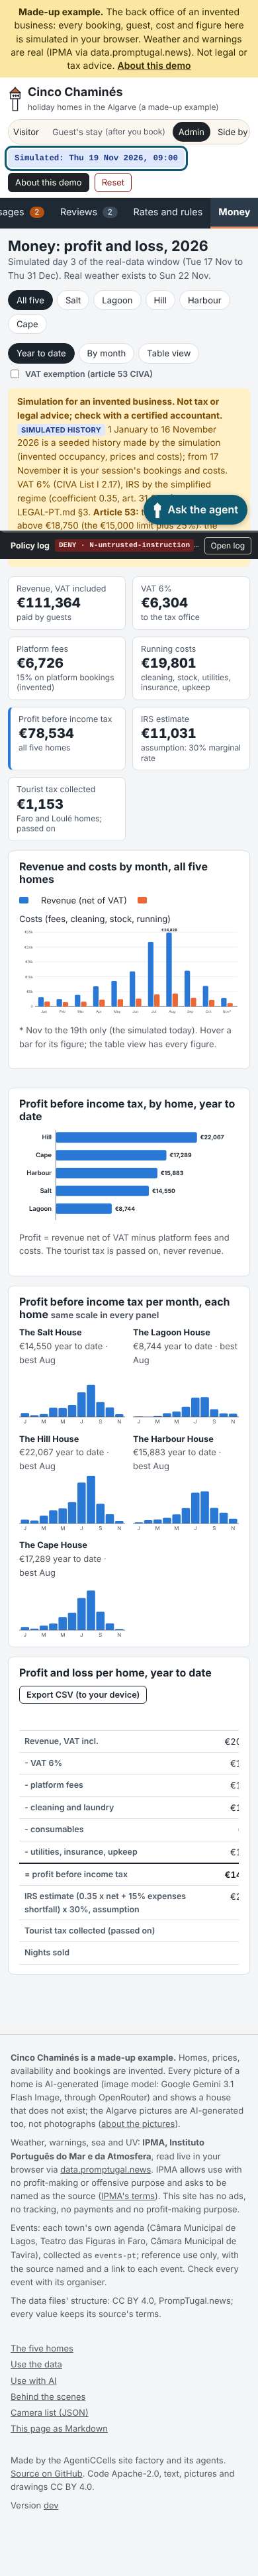 Made-up example. The back office of an invented
business: every booking, guest, cost and profit here
is simulated in your browser. Weather and warnings
are real (IPMA via data.promptugal.news). Not legal or
tax advice. About this demo
Cinco Chaminés
holiday homes in the Algarve (a made-up example)
Visitor Guest's stay (after you book) Admin Side by
Simulated: Thu 19 Nov 2026, 09:00
About this demo Reset
sages 2 Reviews 2 Rates and rules Money
Money: profit and loss, 2026
Simulated day 3 of the real-data window (Tue 17 Nov to
Thu 31 Dec). Real weather exists to Sun 22 Nov.
All five Salt Lagoon Hill Harbour
Cape
Year to date By month Table view
VAT exemption (article 53 CIVA)
Simulation for an invented business. Not tax or
legal advice; check with a certified accountant.
SIMULATED HISTORY 1 January to 16 November
2026 is seeded history made by the simulation
(invented occupancy, prices and costs); from 17
November it is your session's bookings and costs.
VAT 6% (CIVA List I 2.17), IRS by the simplified
regime (coefficient 0.35, art. 31
LEGAL-PT.md §3. Article 53:
Ask the agent
above €18,750 (the €15,000 limit plus 25%): the
Policy log DENY · N-untrusted-instruction … Open log
Revenue, VAT included
€111,364
paid by guests
VAT 6%
€6,304
to the tax office
Platform fees
€6,726
15% on platform bookings
(invented)
Running costs
€19,801
cleaning, stock, utilities,
insurance, upkeep
Profit before income tax
€78,534
all five homes
IRS estimate
€11,031
assumption: 30% marginal
rate
Tourist tax collected
€1,153
Faro and Loulé homes;
passed on
Revenue and costs by month, all five
homes
Revenue (net of VAT)
Costs (fees, cleaning, stock, running)
* Nov to the 19th only (the simulated today). Hover a
bar for its figure; the table view has every figure.
Profit before income tax, by home, year to
date
Hill €22,067
Cape €17,289
Harbour €15,883
Salt €14,550
Lagoon €8,744
Profit = revenue net of VAT minus platform fees and
costs. The tourist tax is passed on, never revenue.
Profit before income tax per month, each
home same scale in every panel
The Salt House
€14,550 year to date ·
best Aug
J M M J S N
The Lagoon House
€8,744 year to date · best
Aug
J M M J S N
The Hill House
€22,067 year to date ·
best Aug
J M M J S N
The Harbour House
€15,883 year to date ·
best Aug
J M M J S N
The Cape House
€17,289 year to date ·
best Aug
J M M J S N
Profit and loss per home, year to date
Export CSV (to your device)
Revenue, VAT incl. €20
- VAT 6% €1
- platform fees €1
- cleaning and laundry €1
- consumables
- utilities, insurance, upkeep €1
= profit before income tax €14
IRS estimate (0.35 x net + 15% expenses €2
shortfall) x 30%, assumption
Tourist tax collected (passed on)
Nights sold
Cinco Chaminés is a made-up example. Homes, prices,
availability and bookings are invented. Every picture of a
home is AI-generated (image model: Google Gemini 3.1
Flash Image, through OpenRouter) and shows a house
that does not exist; the Algarve pictures are AI-generated
too, not photographs (about the pictures).
Weather, warnings, sea and UV: IPMA, Instituto
Português do Mar e da Atmosfera, read live in your
browser via data.promptugal.news. IPMA allows use with
no profit-making or offensive purpose and asks to be
named as the source (IPMA's terms). This site has no ads,
no tracking, no payments and no profit-making purpose.
Events: each town's own agenda (Câmara Municipal de
Lagos, Teatro das Figuras in Faro, Câmara Municipal de
Tavira), collected as events-pt; reference use only, with
the source named and a link to each event. Check every
event with its organiser.
The data files' structure: CC BY 4.0, PrompTugal.news;
every value keeps its source's terms.
The five homes
Use the data
Use with AI
Behind the scenes
Camera list (JSON)
This page as Markdown
Made by the AgentiCCells site factory and its agents.
Source on GitHub. Code Apache-2.0, text, pictures and
drawings CC BY 4.0.
Version dev